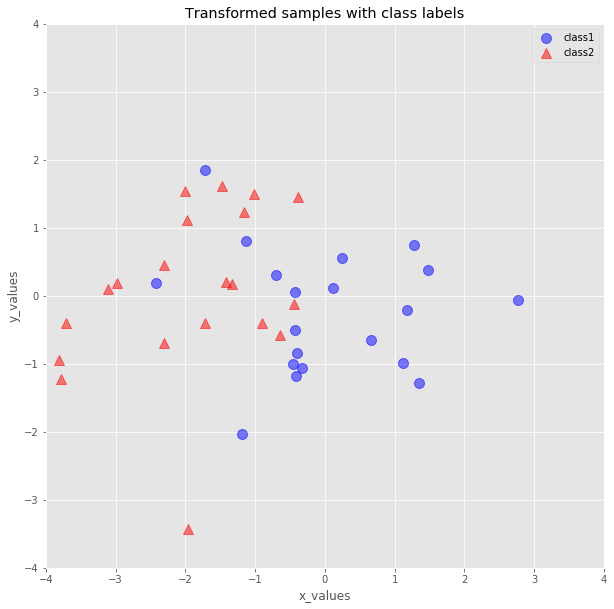 Transformed samples with class labels
class1
class2
4
3
2
1
0
−1
−2
−3
−4
y_values
−4 −3 −2 −1 0 1 2 3 4
x_values